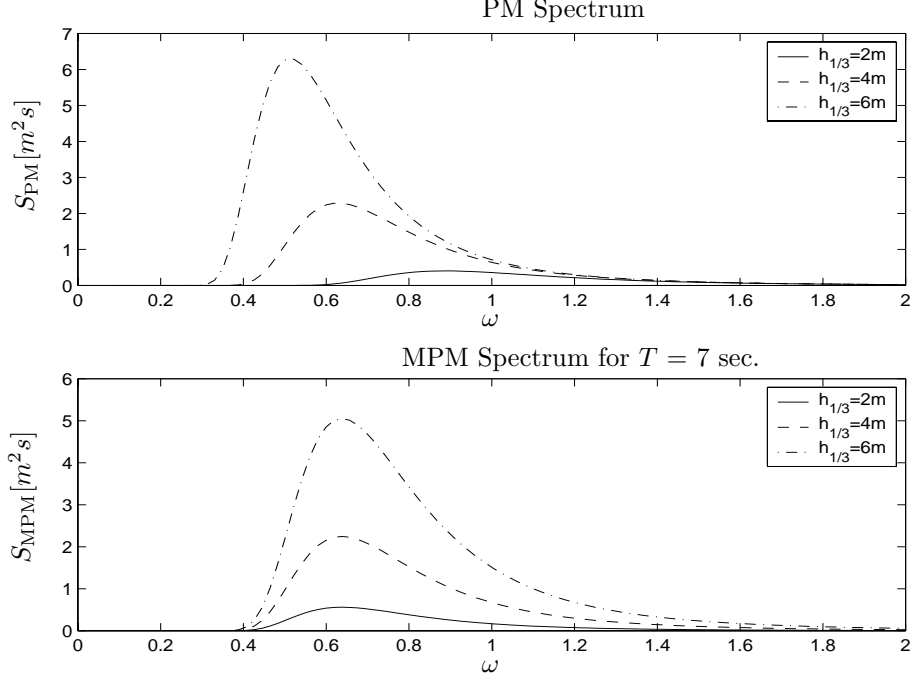 PM Spectrum
S_PM [m²s]
7
6
5
4
3
2
1
0
0 0.2 0.4 0.6 0.8 1 1.2 1.4 1.6 1.8 2
ω
h_1/3=2m
h_1/3=4m
h_1/3=6m
MPM Spectrum for T = 7 sec.
S_MPM [m²s]
6
5
4
3
2
1
0
0 0.2 0.4 0.6 0.8 1 1.2 1.4 1.6 1.8 2
ω
h_1/3=2m
h_1/3=4m
h_1/3=6m